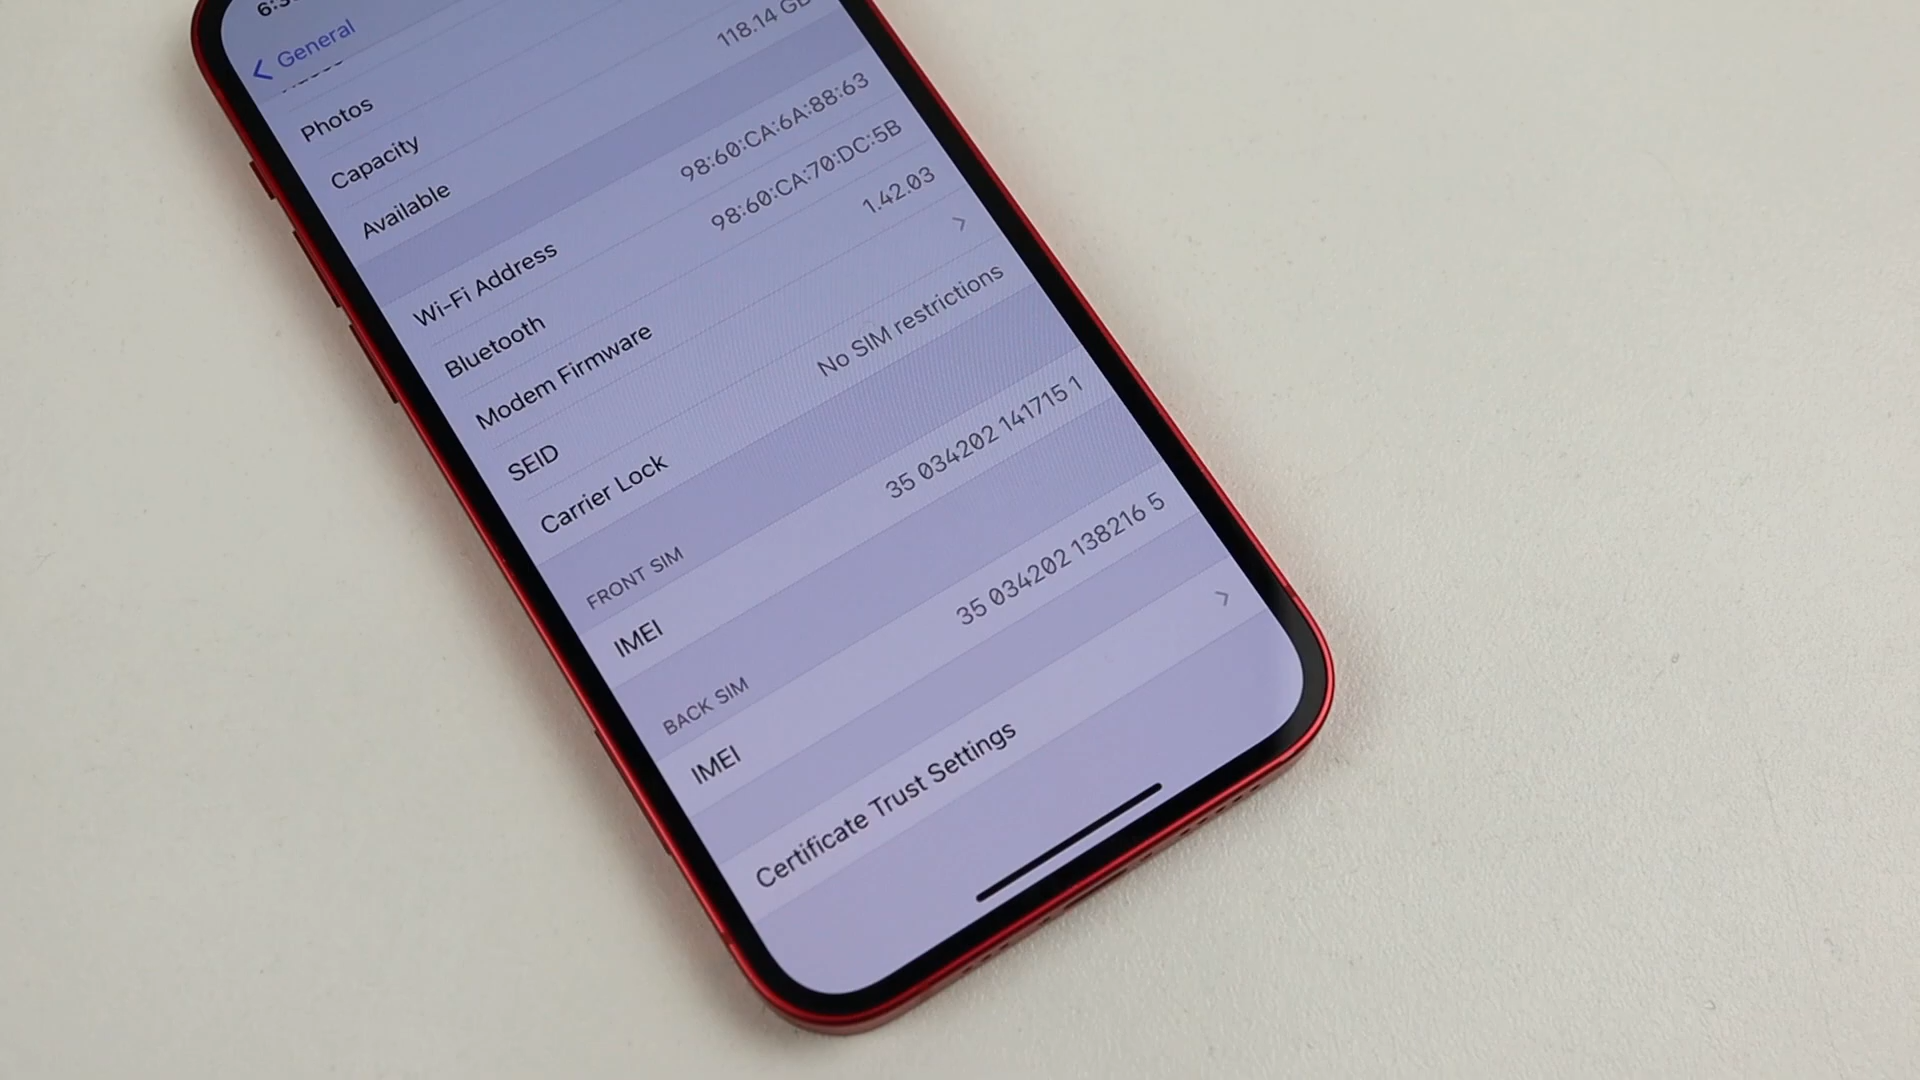 General
Photos
Capacity
Available 118.14 GB
Wi-Fi Address 98:60:CA:6A:88:63
Bluetooth 98:60:CA:70:DC:5B
Modem Firmware 1.42.03
SEID
Carrier Lock No SIM restrictions
FRONT SIM
IMEI 35 034202 141715 1
BACK SIM
IMEI 35 034202 138216 5
Certificate Trust Settings